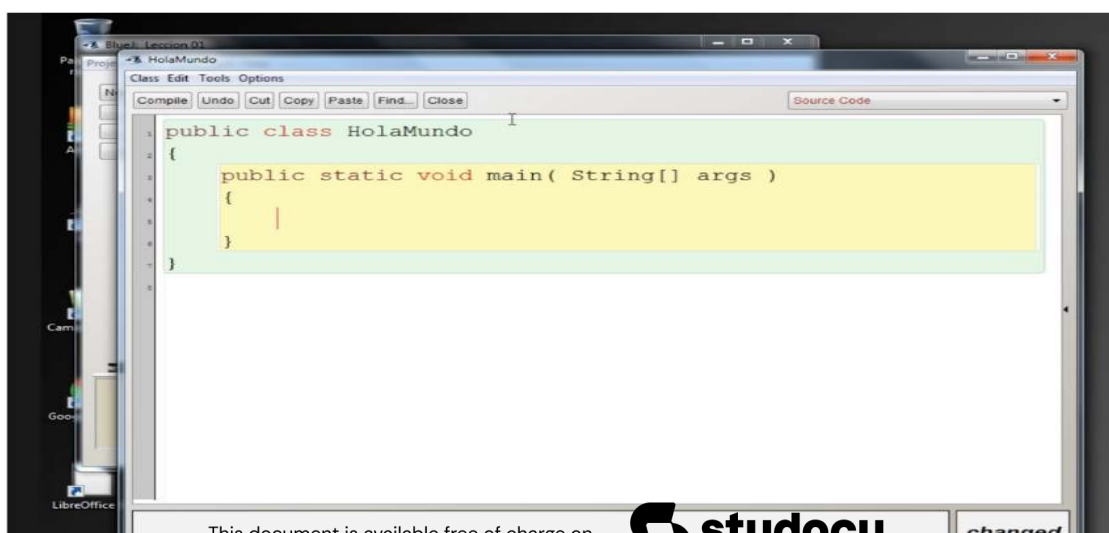 BlueJ: Leccion 01
HolaMundo
Class Edit Tools Options
Compile Undo Cut Copy Paste Find... Close
Source Code
1 public class HolaMundo
2 {
3 public static void main( String[] args )
4 {
5
6 }
7 }
8
LibreOffice
This document is available free of charge on
studocu
changed